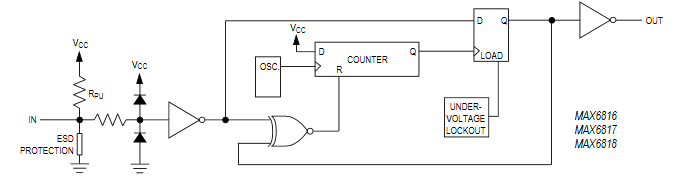 VCC
D
Q
D
Q
OUT
VCC
VCC
OSC.
COUNTER
R
LOAD
RPU
IN
ESD
PROTECTION
UNDER-
VOLTAGE
LOCKOUT
MAX6816
MAX6817
MAX6818